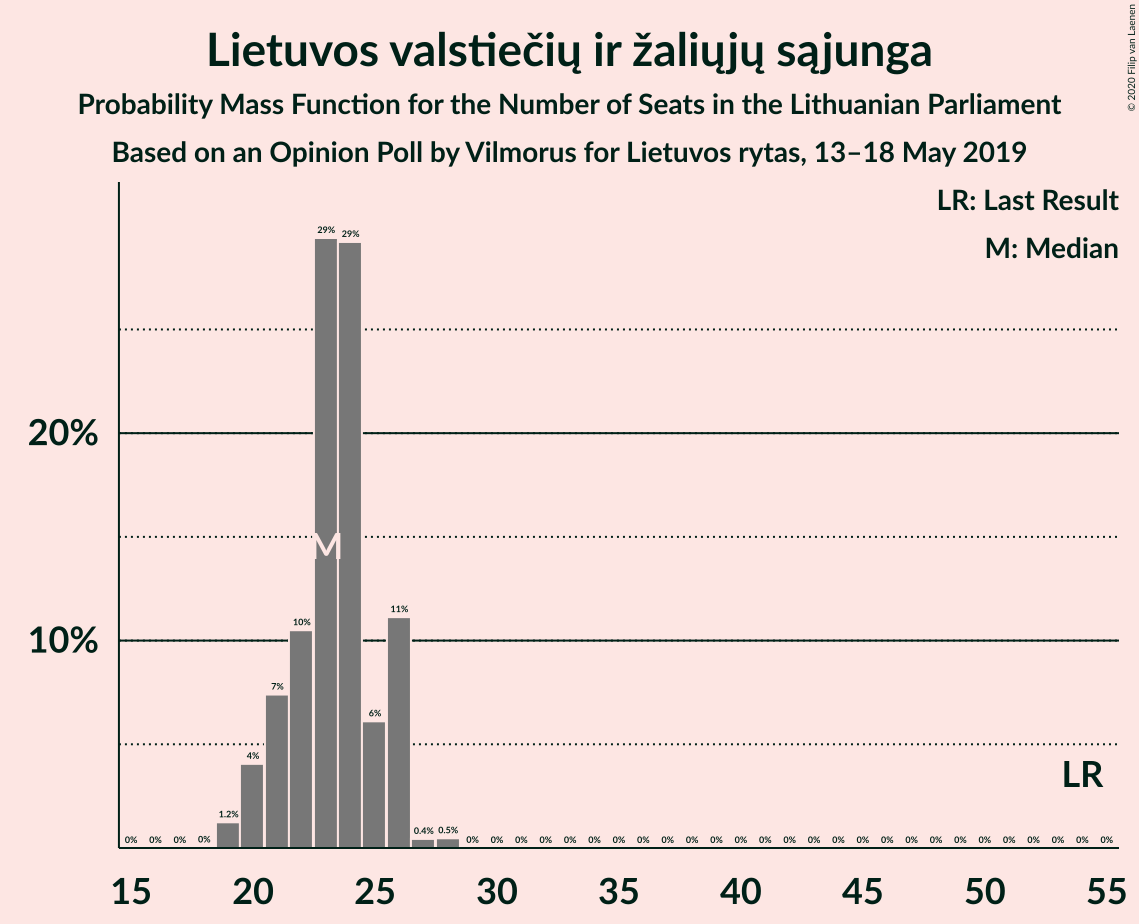 Lietuvos valstiečių ir žaliųjų sąjunga
Probability Mass Function for the Number of Seats in the Lithuanian Parliament
Based on an Opinion Poll by Vilmorus for Lietuvos rytas, 13–18 May 2019
© 2020 Filip van Laenen
LR: Last Result
M: Median
29% 29%
20%
M
11%
10%
10%
7%
6%
4%
LR
1.2%
0.4% 0.5%
0% 0% 0% 0% 0% 0% 0% 0% 0% 0% 0% 0% 0% 0% 0% 0% 0% 0% 0% 0% 0% 0% 0% 0% 0% 0% 0% 0% 0% 0% 0%
15 20 25 30 35 40 45 50 55